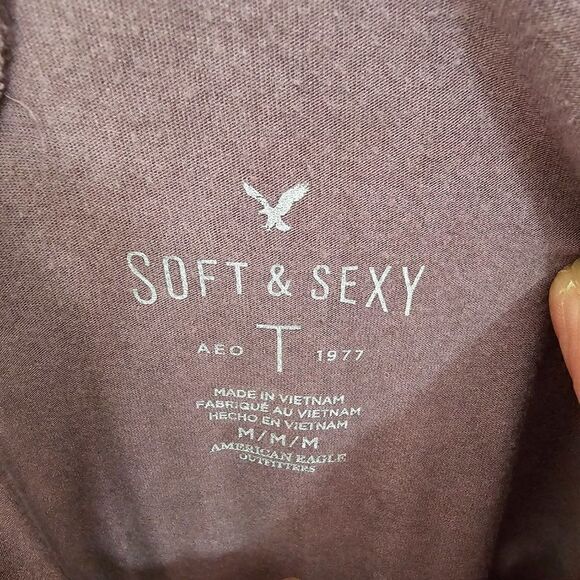 SOFT & SEXY
AEO T 1977
MADE IN VIETNAM
FABRIQUÉ AU VIETNAM
HECHO EN VIETNAM
M/M/M
AMERICAN EAGLE
OUTFITTERS